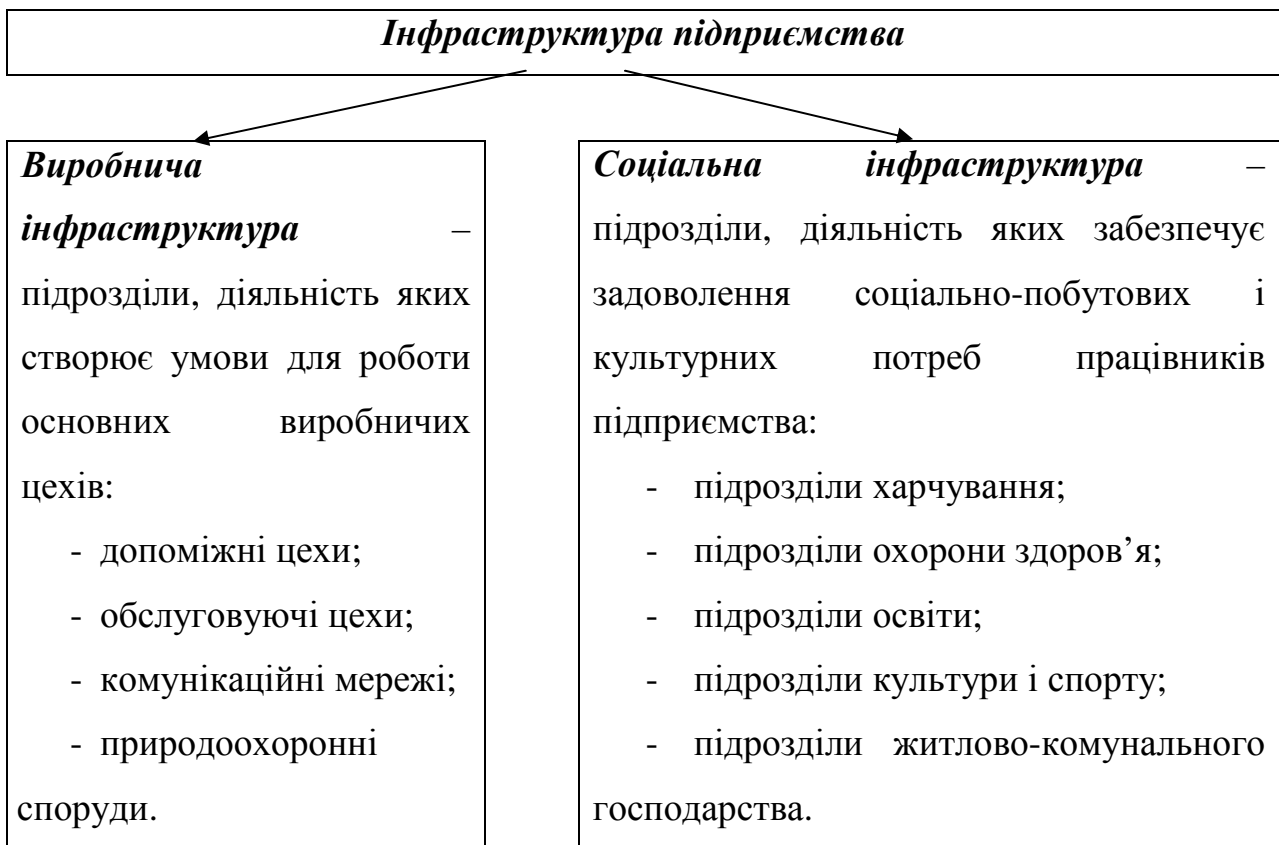 Інфраструктура підприємства
Виробнича
інфраструктура –
підрозділи, діяльність яких
створює умови для роботи
основних виробничих
цехів:
- допоміжні цехи;
- обслуговуючі цехи;
- комунікаційні мережі;
- природоохоронні
споруди.
Соціальна інфраструктура –
підрозділи, діяльність яких забезпечує
задоволення соціально-побутових і
культурних потреб працівників
підприємства:
- підрозділи харчування;
- підрозділи охорони здоров’я;
- підрозділи освіти;
- підрозділи культури і спорту;
- підрозділи житлово-комунального
господарства.